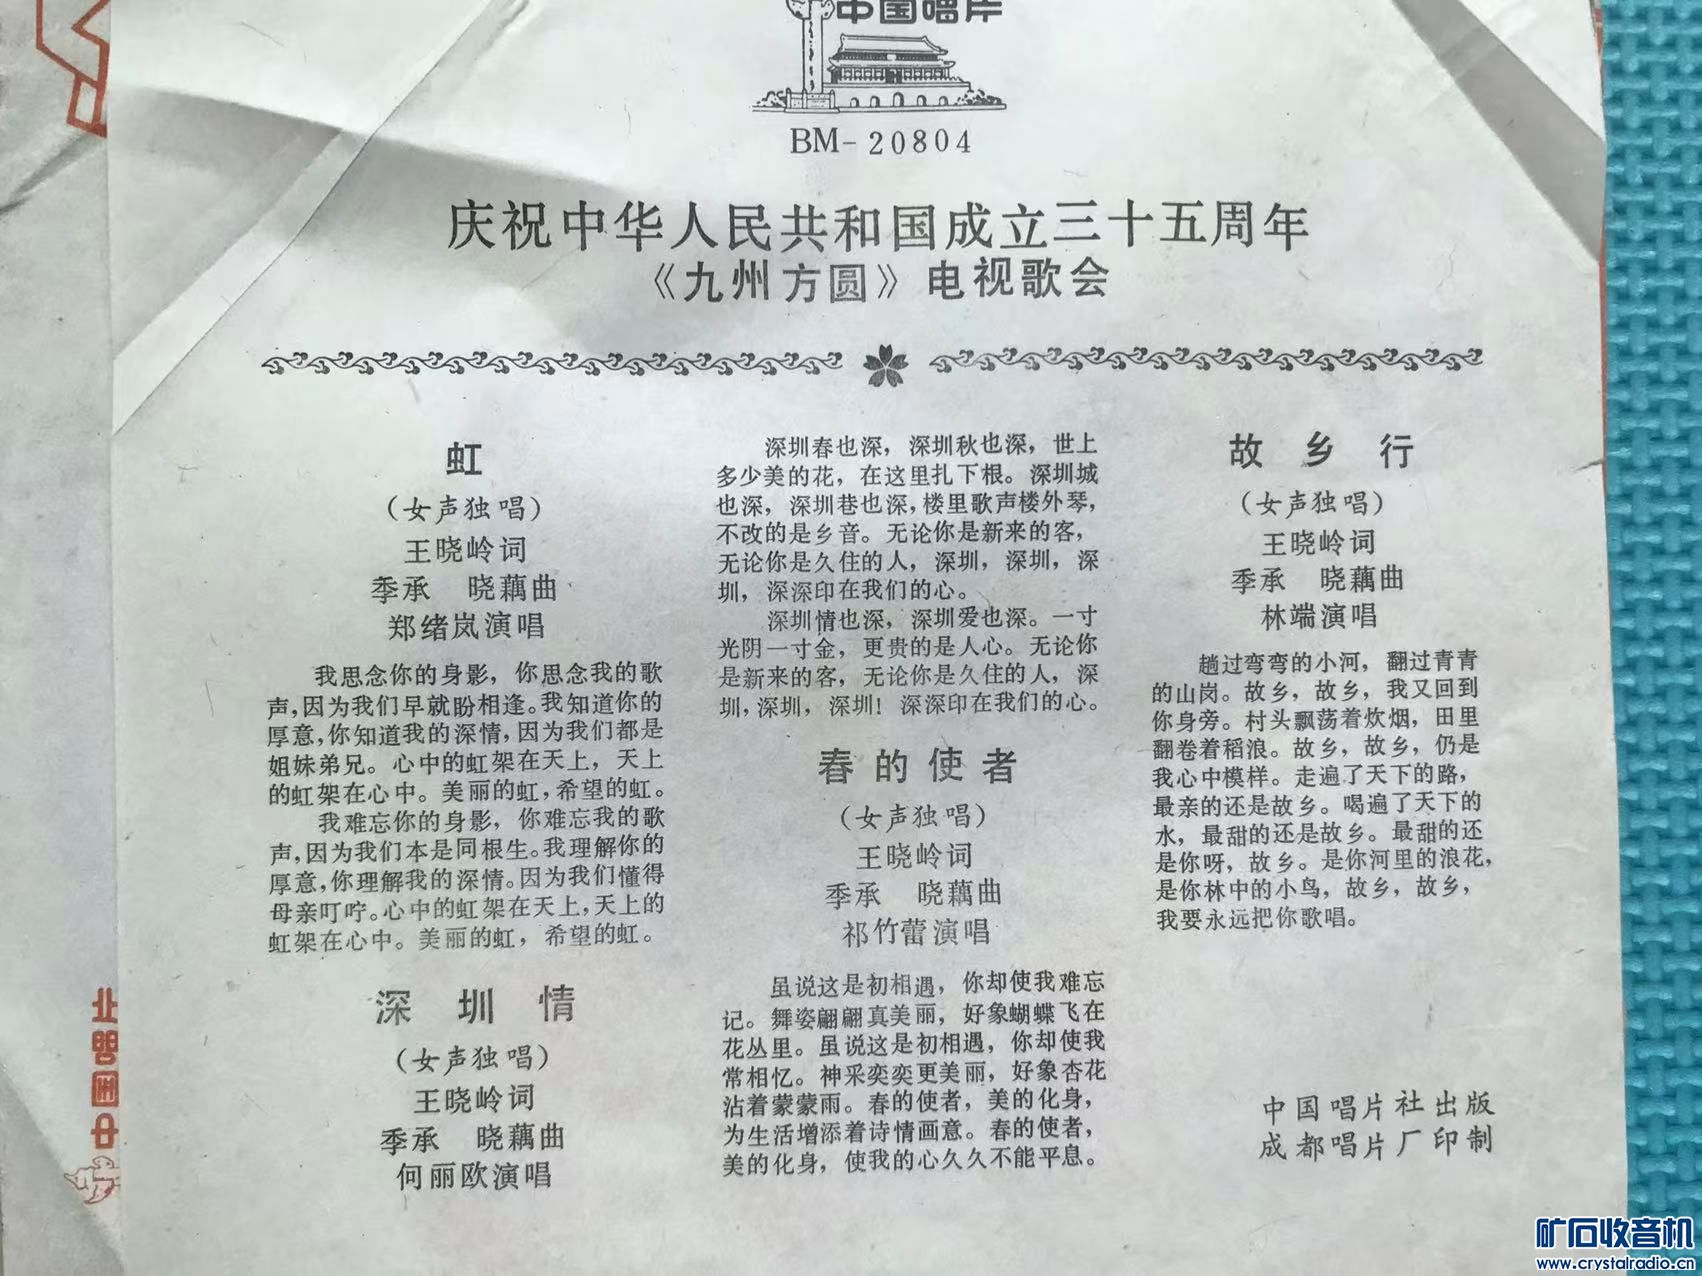 中国唱片
BM-20804
庆祝中华人民共和国成立三十五周年
《九州方圆》电视歌会
虹
（女声独唱）
王晓岭词
季承　晓藕曲
郑绪岚演唱
我思念你的身影，你思念我的歌
声，因为我们早就盼相逢。我知道你的
厚意，你知道我的深情，因为我们都是
姐妹弟兄。心中的虹架在天上，天上
的虹架在心中。美丽的虹，希望的虹。
我难忘你的身影，你难忘我的歌
声，因为我们本是同根生。我理解你的
厚意，你理解我的深情。因为我们懂得
母亲叮咛。心中的虹架在天上，天上的
虹架在心中。美丽的虹，希望的虹。
深圳情
（女声独唱）
王晓岭词
季承　晓藕曲
何丽欧演唱
深圳春也深，深圳秋也深，世上
多少美的花，在这里扎下根。深圳城
也深，深圳巷也深，楼里歌声楼外琴，
不改的是乡音。无论你是新来的客，
无论你是久住的人，深圳，深圳，深
圳，深深印在我们的心。
深圳情也深，深圳爱也深。一寸
光阴一寸金，更贵的是人心。无论你
是新来的客，无论你是久住的人，深
圳，深圳，深圳！深深印在我们的心。
春的使者
（女声独唱）
王晓岭词
季承　晓藕曲
祁竹蕾演唱
虽说这是初相遇，你却使我难忘
记。舞姿翩翩真美丽，好象蝴蝶飞在
花丛里。虽说这是初相遇，你却使我
常相忆。神采奕奕更美丽，好象杏花
沾着蒙蒙雨。春的使者，美的化身，
为生活增添着诗情画意。春的使者，
美的化身，使我的心久久不能平息。
故乡行
（女声独唱）
王晓岭词
季承　晓藕曲
林端演唱
趟过弯弯的小河，翻过青青
的山岗。故乡，故乡，我又回到
你身旁。村头飘荡着炊烟，田里
翻卷着稻浪。故乡，故乡，仍是
我心中模样。走遍了天下的路，
最亲的还是故乡。喝遍了天下的
水，最甜的还是故乡。最甜的还
是你呀，故乡。是你河里的浪花，
是你林中的小鸟，故乡，故乡，
我要永远把你歌唱。
中国唱片社出版
成都唱片厂印制
中国唱
矿石收音机
www.crystalradio.cn